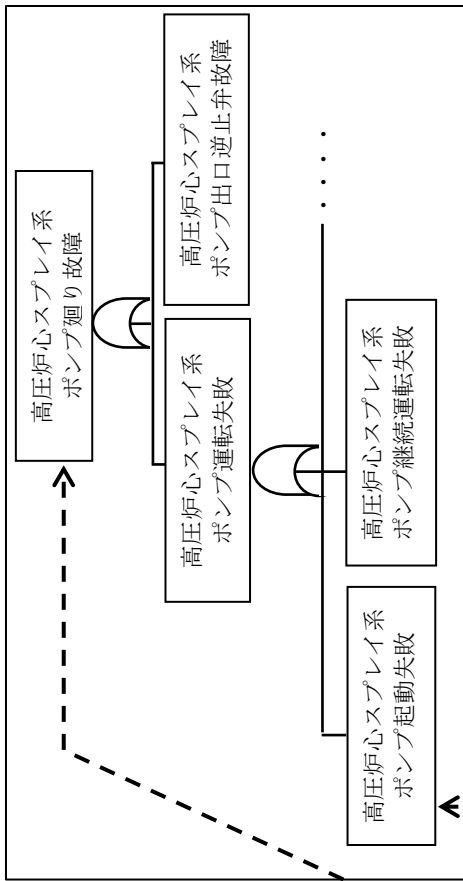 高圧炉心スプレイ系
ポンプ廻り故障
高圧炉心スプレイ系
ポンプ運転失敗
高圧炉心スプレイ系
ポンプ出口逆止弁故障
高圧炉心スプレイ系
ポンプ起動失敗
高圧炉心スプレイ系
ポンプ継続運転失敗
・・・・